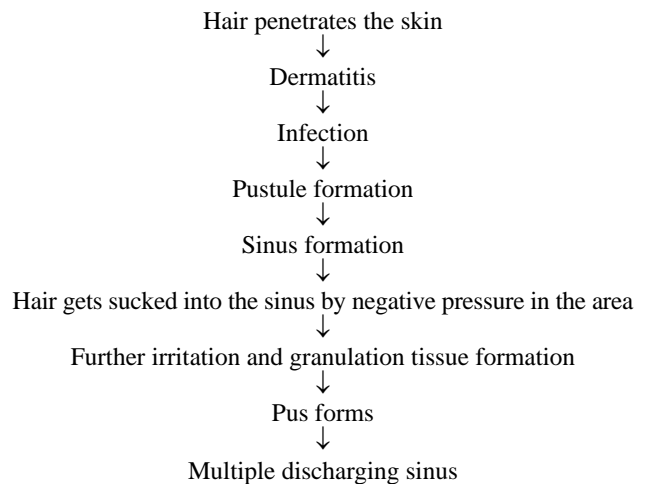 Hair penetrates the skin
↓
Dermatitis
↓
Infection
↓
Pustule formation
↓
Sinus formation
↓
Hair gets sucked into the sinus by negative pressure in the area
↓
Further irritation and granulation tissue formation
↓
Pus forms
↓
Multiple discharging sinus